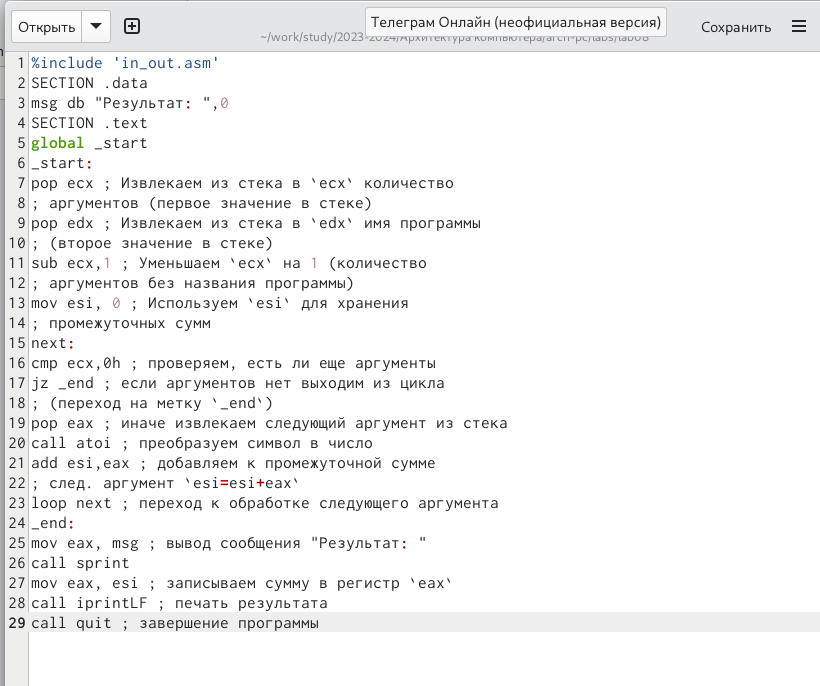 Открыть
Телеграм Онлайн (неофициальная версия)
~/work/study/2023-2024/Архитектура компьютера/arch-pc/labs/lab08
Сохранить
1 %include 'in_out.asm'
2 SECTION .data
3 msg db "Результат: ",0
4 SECTION .text
5 global _start
6 _start:
7 pop ecx ; Извлекаем из стека в `ecx` количество
8 ; аргументов (первое значение в стеке)
9 pop edx ; Извлекаем из стека в `edx` имя программы
10 ; (второе значение в стеке)
11 sub ecx,1 ; Уменьшаем `ecx` на 1 (количество
12 ; аргументов без названия программы)
13 mov esi, 0 ; Используем `esi` для хранения
14 ; промежуточных сумм
15 next:
16 cmp ecx,0h ; проверяем, есть ли еще аргументы
17 jz _end ; если аргументов нет выходим из цикла
18 ; (переход на метку `_end`)
19 pop eax ; иначе извлекаем следующий аргумент из стека
20 call atoi ; преобразуем символ в число
21 add esi,eax ; добавляем к промежуточной сумме
22 ; след. аргумент `esi=esi+eax`
23 loop next ; переход к обработке следующего аргумента
24 _end:
25 mov eax, msg ; вывод сообщения "Результат: "
26 call sprint
27 mov eax, esi ; записываем сумму в регистр `eax`
28 call iprintLF ; печать результата
29 call quit ; завершение программы